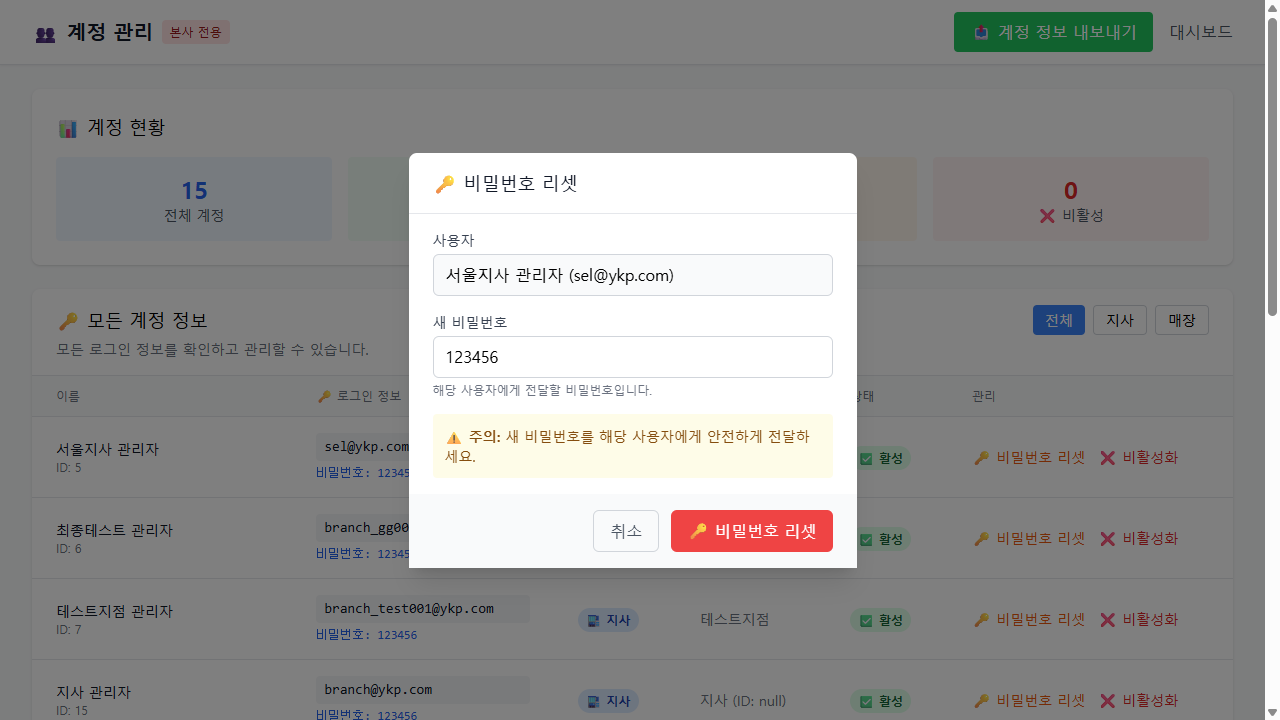 계정 관리 본사 전용
계정 정보 내보내기 대시보드
계정 현황
15
전체 계정
0
비활성
비밀번호 리셋
사용자
서울지사 관리자 (sel@ykp.com)
새 비밀번호
123456
해당 사용자에게 전달할 비밀번호입니다.
주의: 새 비밀번호를 해당 사용자에게 안전하게 전달하
세요.
취소 비밀번호 리셋
모든 계정 정보
모든 로그인 정보를 확인하고 관리할 수 있습니다.
전체 지사 매장
이름 로그인 정보 관리
서울지사 관리자 sel@ykp.com 활성 비밀번호 리셋 비활성화
ID: 5 비밀번호: 12345
최종테스트 관리자 branch_gg00 활성 비밀번호 리셋 비활성화
ID: 6 비밀번호: 12345
테스트지점 관리자 branch_test001@ykp.com 지사 테스트지점 활성 비밀번호 리셋 비활성화
ID: 7 비밀번호: 123456
지사 관리자 branch@ykp.com 지사 지사 (ID: null) 활성 비밀번호 리셋 비활성화
ID: 15 비밀번호: 123456